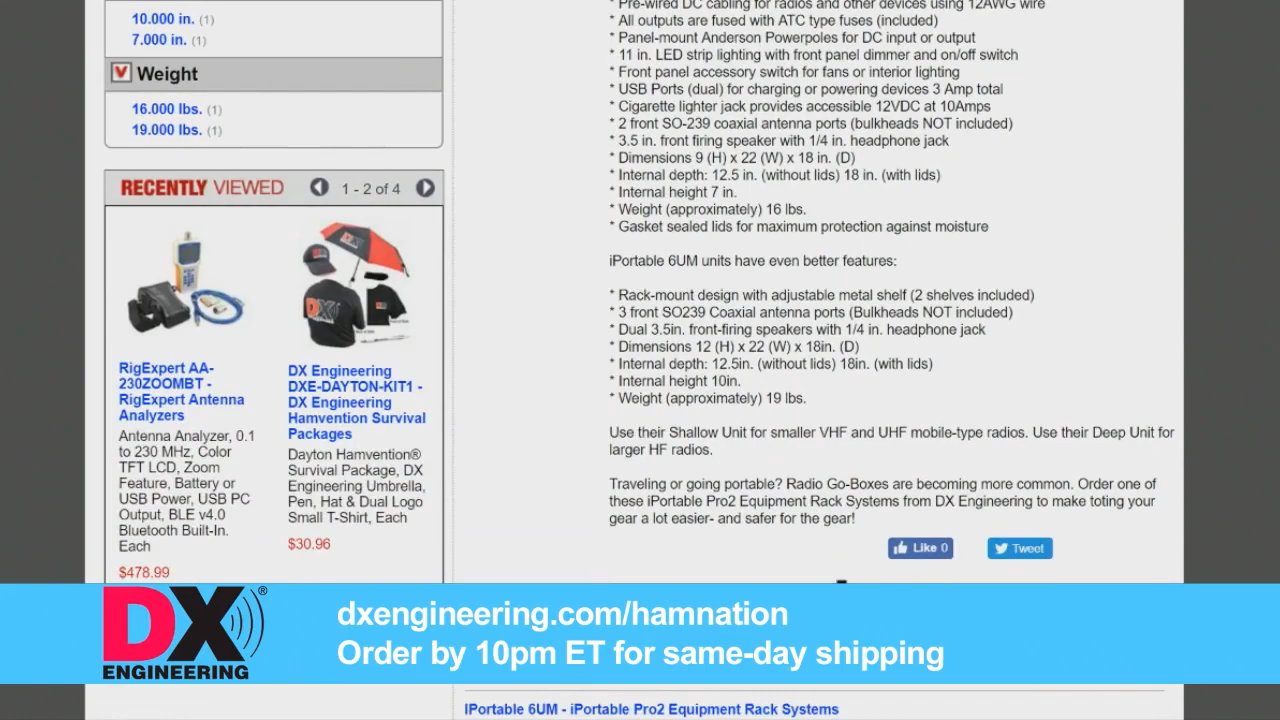 10.000 in. (1)
7.000 in. (1)
Weight
16.000 lbs. (1)
19.000 lbs. (1)
RECENTLY VIEWED
1 - 2 of 4
RigExpert AA-
230ZOOMBT -
RigExpert Antenna
Analyzers
Antenna Analyzer, 0.1
to 230 MHz, Color
TFT LCD, Zoom
Feature, Battery or
USB Power, USB PC
Output, BLE v4.0
Bluetooth Built-In.
Each
$478.99
DX
DX Engineering
DXE-DAYTON-KIT1 -
DX Engineering
Hamvention Survival
Packages
Dayton Hamvention®
Survival Package, DX
Engineering Umbrella,
Pen, Hat & Dual Logo
Small T-Shirt, Each
$30.96
* Pre-wired DC cabling for radios and other devices using 12AWG wire
* All outputs are fused with ATC type fuses (included)
* Panel-mount Anderson Powerpoles for DC input or output
* 11 in. LED strip lighting with front panel dimmer and on/off switch
* Front panel accessory switch for fans or interior lighting
* USB Ports (dual) for charging or powering devices 3 Amp total
* Cigarette lighter jack provides accessible 12VDC at 10Amps
* 2 front SO-239 coaxial antenna ports (bulkheads NOT included)
* 3.5 in. front firing speaker with 1/4 in. headphone jack
* Dimensions 9 (H) x 22 (W) x 18 in. (D)
* Internal depth: 12.5 in. (without lids) 18 in. (with lids)
* Internal height 7 in.
* Weight (approximately) 16 lbs.
* Gasket sealed lids for maximum protection against moisture
iPortable 6UM units have even better features:
* Rack-mount design with adjustable metal shelf (2 shelves included)
* 3 front SO239 Coaxial antenna ports (Bulkheads NOT included)
* Dual 3.5in. front-firing speakers with 1/4 in. headphone jack
* Dimensions 12 (H) x 22 (W) x 18in. (D)
* Internal depth: 12.5in. (without lids) 18in. (with lids)
* Internal height 10in.
* Weight (approximately) 19 lbs.
Use their Shallow Unit for smaller VHF and UHF mobile-type radios. Use their Deep Unit for
larger HF radios.
Traveling or going portable? Radio Go-Boxes are becoming more common. Order one of
these iPortable Pro2 Equipment Rack Systems from DX Engineering to make toting your
gear a lot easier- and safer for the gear!
Like 0
Tweet
DX®
ENGINEERING
dxengineering.com/hamnation
Order by 10pm ET for same-day shipping
IPortable 6UM - iPortable Pro2 Equipment Rack Systems